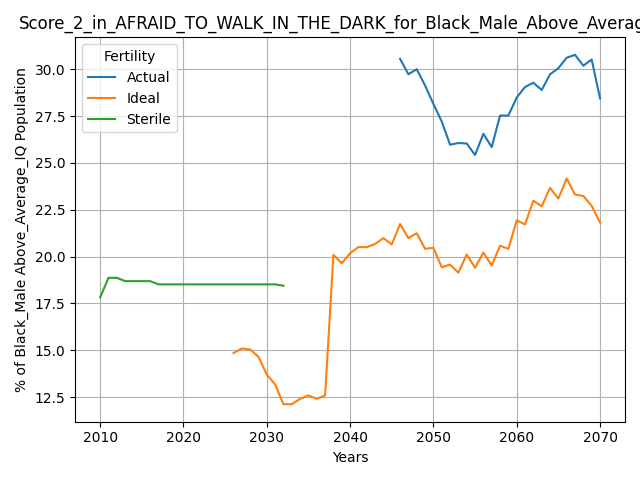 Score_2_in_AFRAID_TO_WALK_IN_THE_DARK_for_Black_Male_Above_Averag
Fertility
Actual
Ideal
Sterile
% of Black_Male Above_Average_IQ Population
30.0
27.5
25.0
22.5
20.0
17.5
15.0
12.5
2010 2020 2030 2040 2050 2060 2070
Years